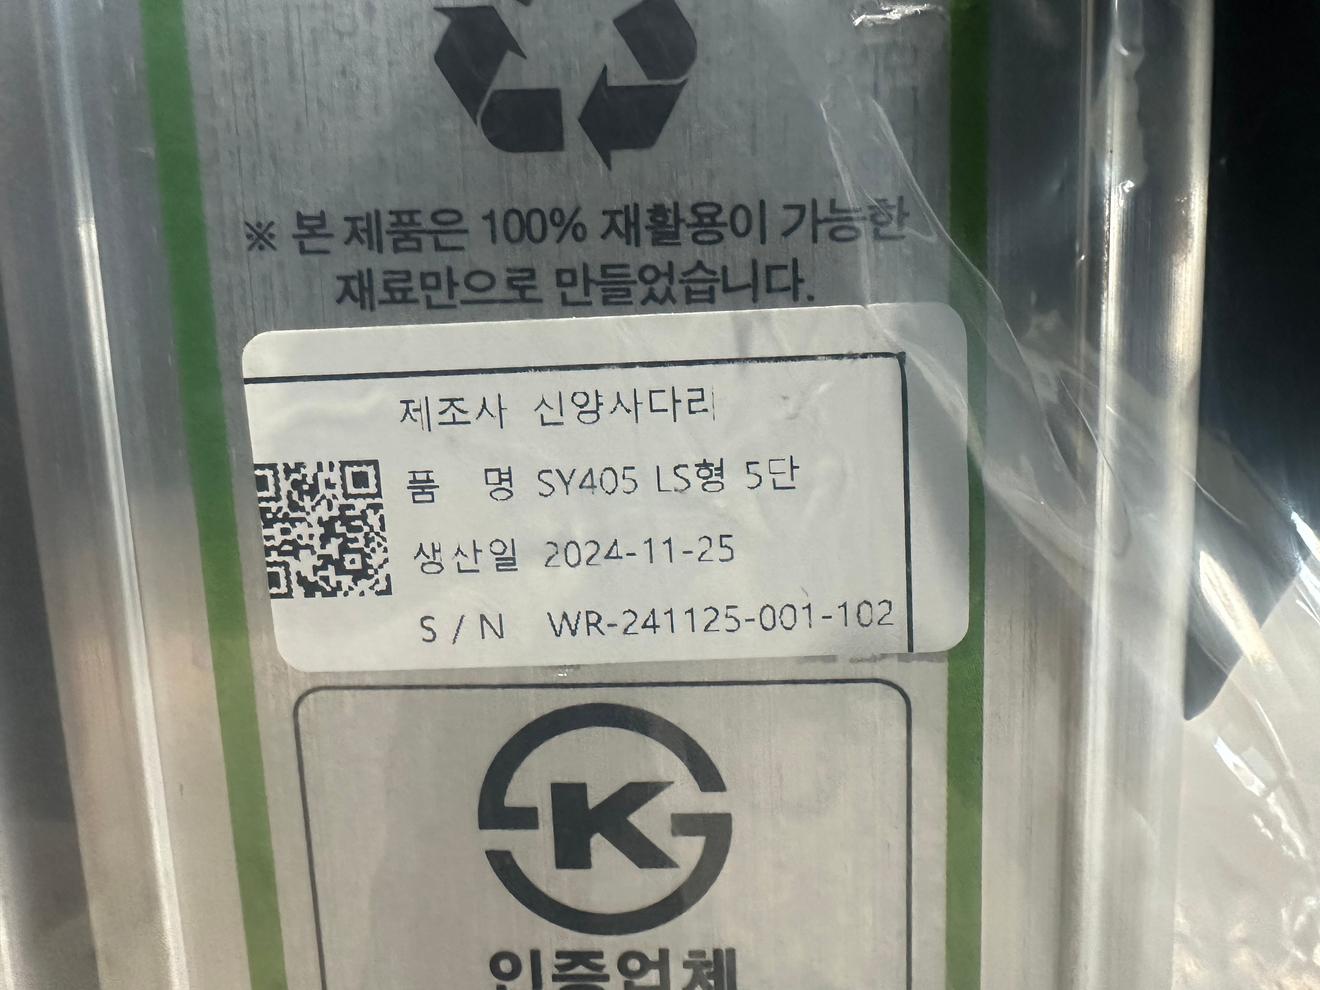 ※ 본 제품은 100% 재활용이 가능한
재료만으로 만들었습니다.
제조사 신양사다리
품 명 SY405 LS형 5단
생산일 2024-11-25
S / N WR-241125-001-102
K
인증업체